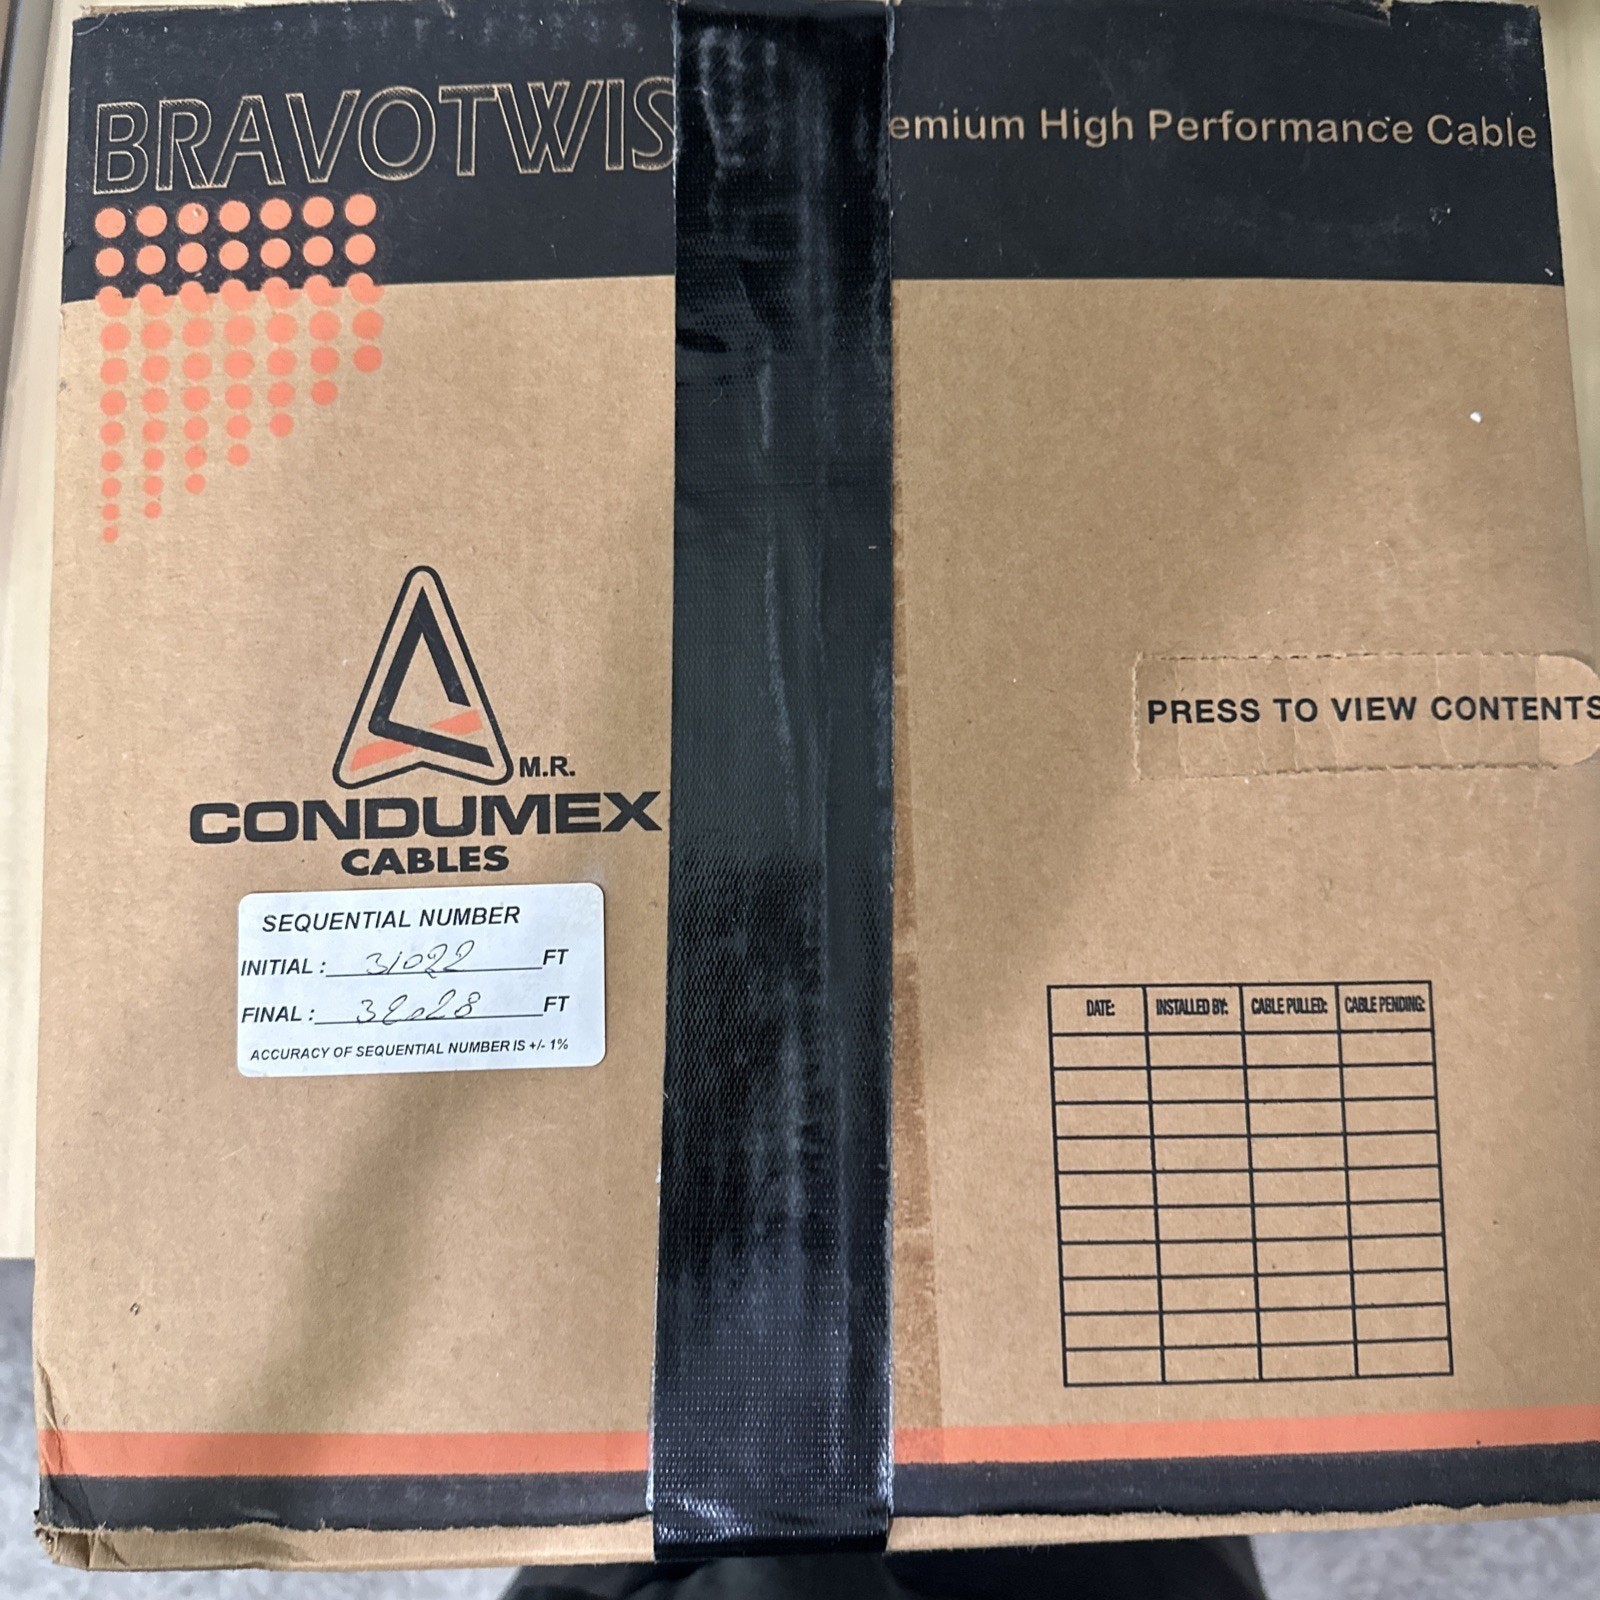 BRAVOTWIS
emium High Performance Cable
M.R.
CONDUMEX
CABLES
PRESS TO VIEW CONTENTS
SEQUENTIAL NUMBER
INITIAL : 31022 FT
FINAL : 32028 FT
ACCURACY OF SEQUENTIAL NUMBER IS +/- 1%
DATE: INSTALLED BY: CABLE PULLED: CABLE PENDING: